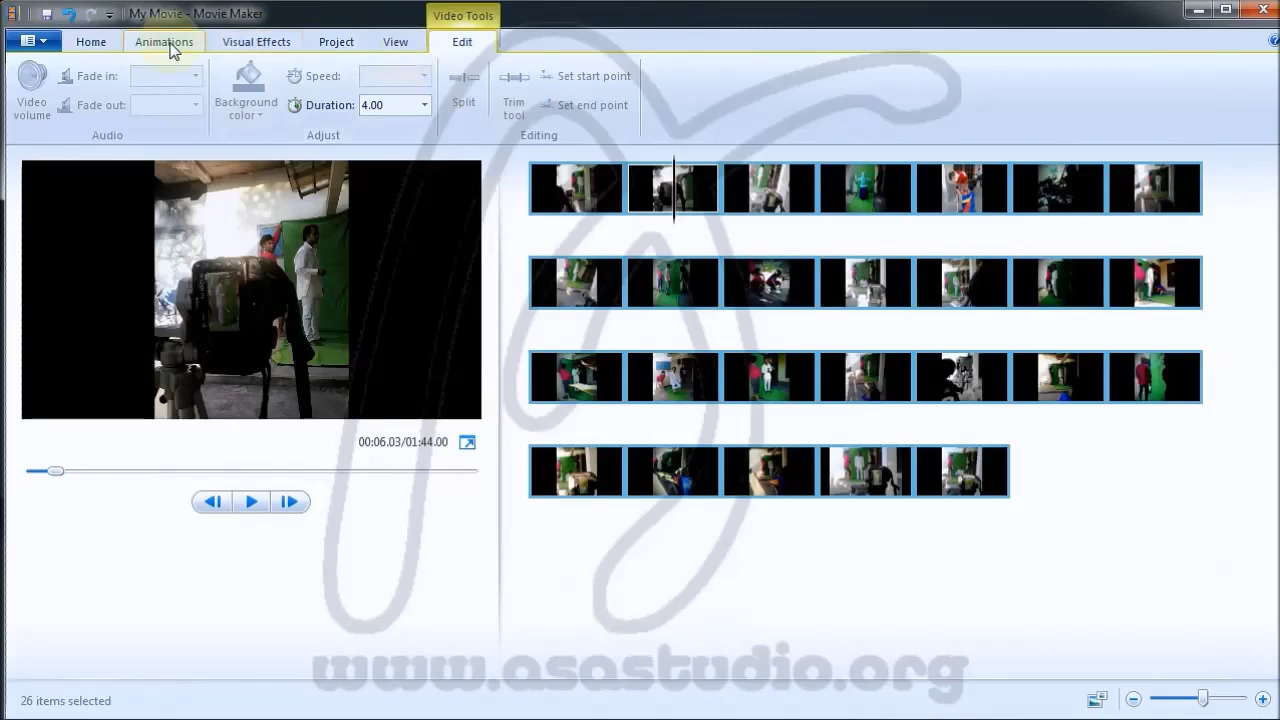 My Movie - Movie Maker
Video Tools
Home
Animations
Visual Effects
Project
View
Edit
Video volume
Fade in:
Fade out:
Audio
Background color
Speed:
Duration: 4.00
Adjust
Split
Trim tool
Set start point
Set end point
Editing
00:06.03/01:44.00
www.asastudio.org
26 items selected